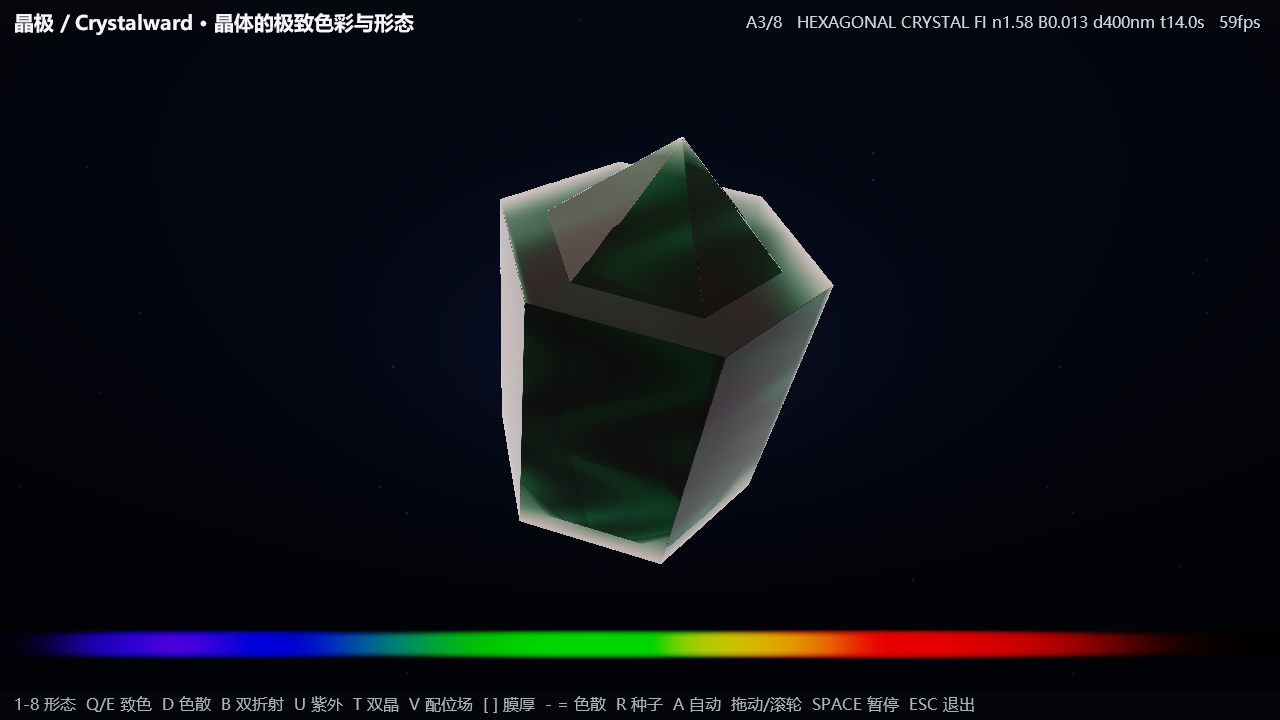 晶极 / Crystalward • 晶体的极致色彩与形态
A3/8 HEXAGONAL CRYSTAL FI n1.58 B0.013 d400nm t14.0s 59fps
1-8 形态 Q/E 致色 D 色散 B 双折射 U 紫外 T 双晶 V 配位场 [ ] 膜厚 - = 色散 R 种子 A 自动 拖动/滚轮 SPACE 暂停 ESC 退出